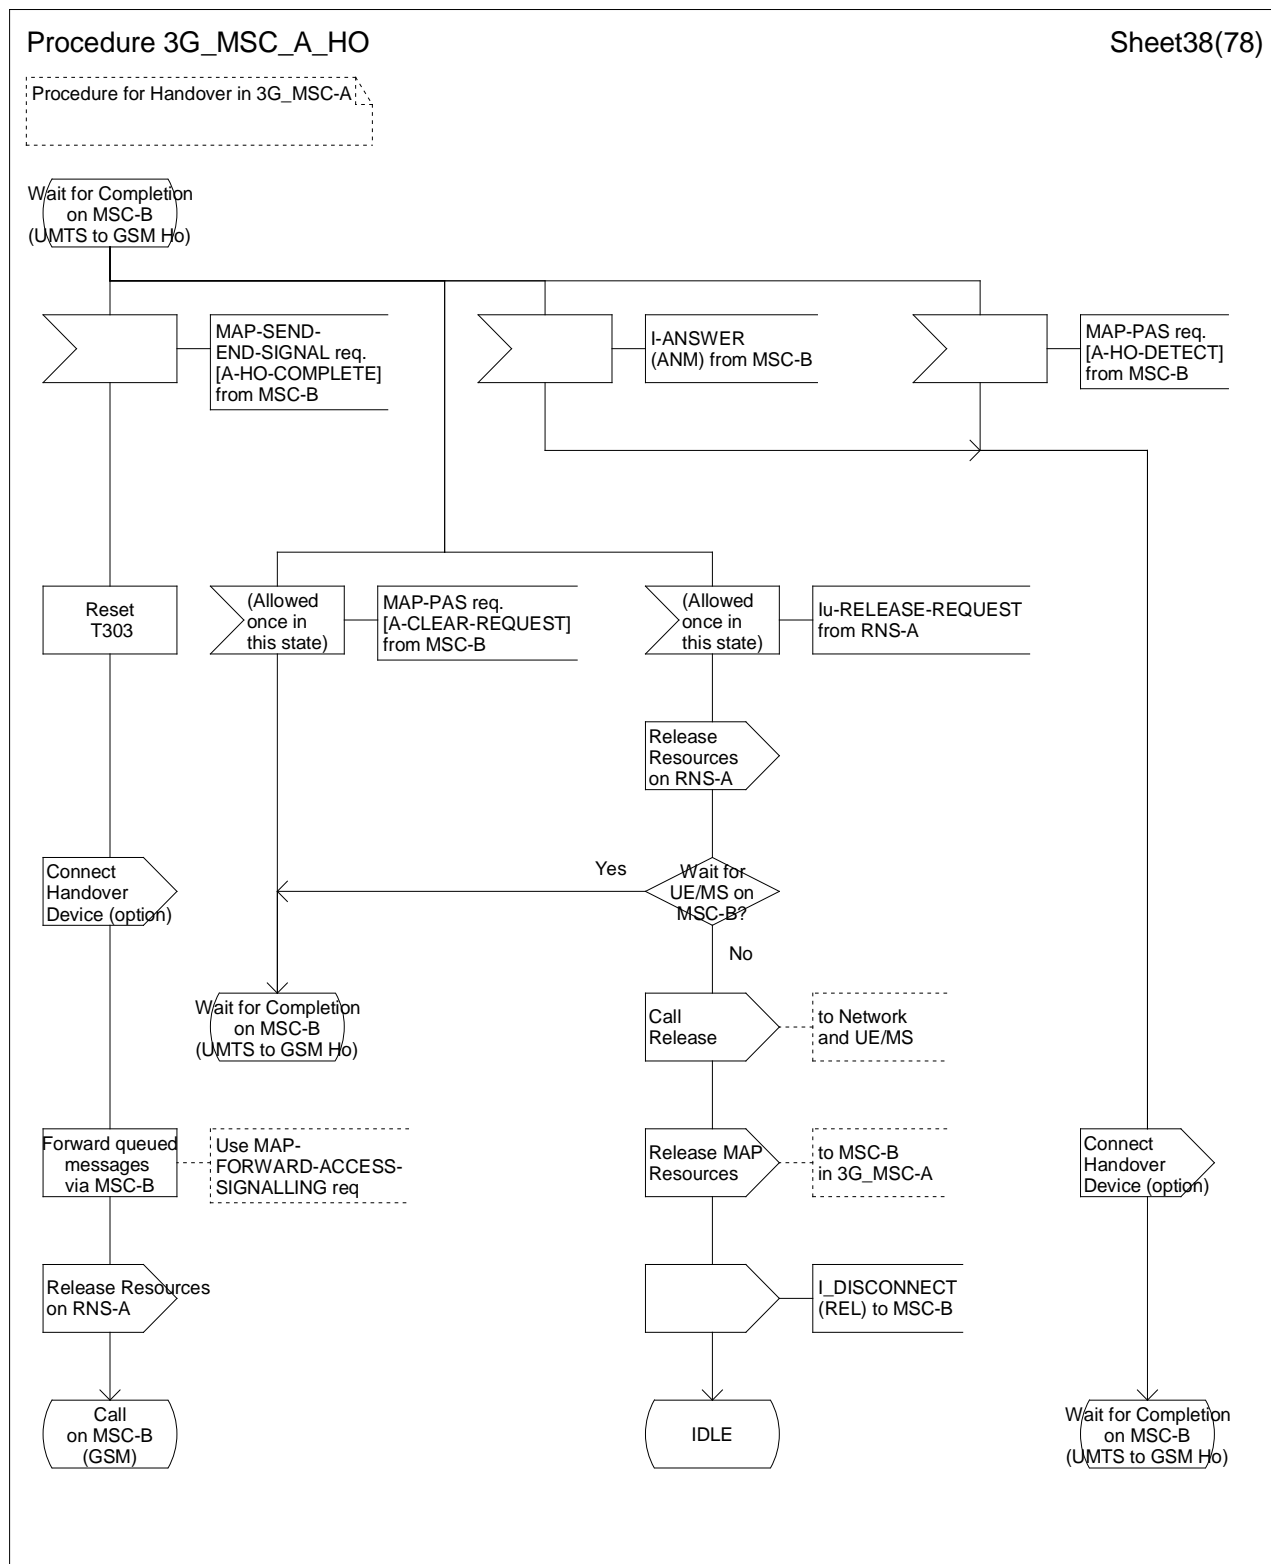 Procedure 3G_MSC_A_HO
Sheet38(78)
Procedure for Handover in 3G_MSC-A
Wait for Completion
on MSC-B
(UMTS to GSM Ho)
MAP-SEND-
END-SIGNAL req.
[A-HO-COMPLETE]
from MSC-B
I-ANSWER
(ANM) from MSC-B
MAP-PAS req.
[A-HO-DETECT]
from MSC-B
Reset
T303
(Allowed
once in
this state)
MAP-PAS req.
[A-CLEAR-REQUEST]
from MSC-B
(Allowed
once in
this state)
Iu-RELEASE-REQUEST
from RNS-A
Release
Resources
on RNS-A
Connect
Handover
Device (option)
Yes
Wait for
UE/MS on
MSC-B?
No
Wait for Completion
on MSC-B
(UMTS to GSM Ho)
Call
Release
to Network
and UE/MS
Forward queued
messages
via MSC-B
Use MAP-
FORWARD-ACCESS-
SIGNALLING req
Release MAP
Resources
to MSC-B
in 3G_MSC-A
Connect
Handover
Device (option)
Release Resources
on RNS-A
I_DISCONNECT
(REL) to MSC-B
Call
on MSC-B
(GSM)
IDLE
Wait for Completion
on MSC-B
(UMTS to GSM Ho)